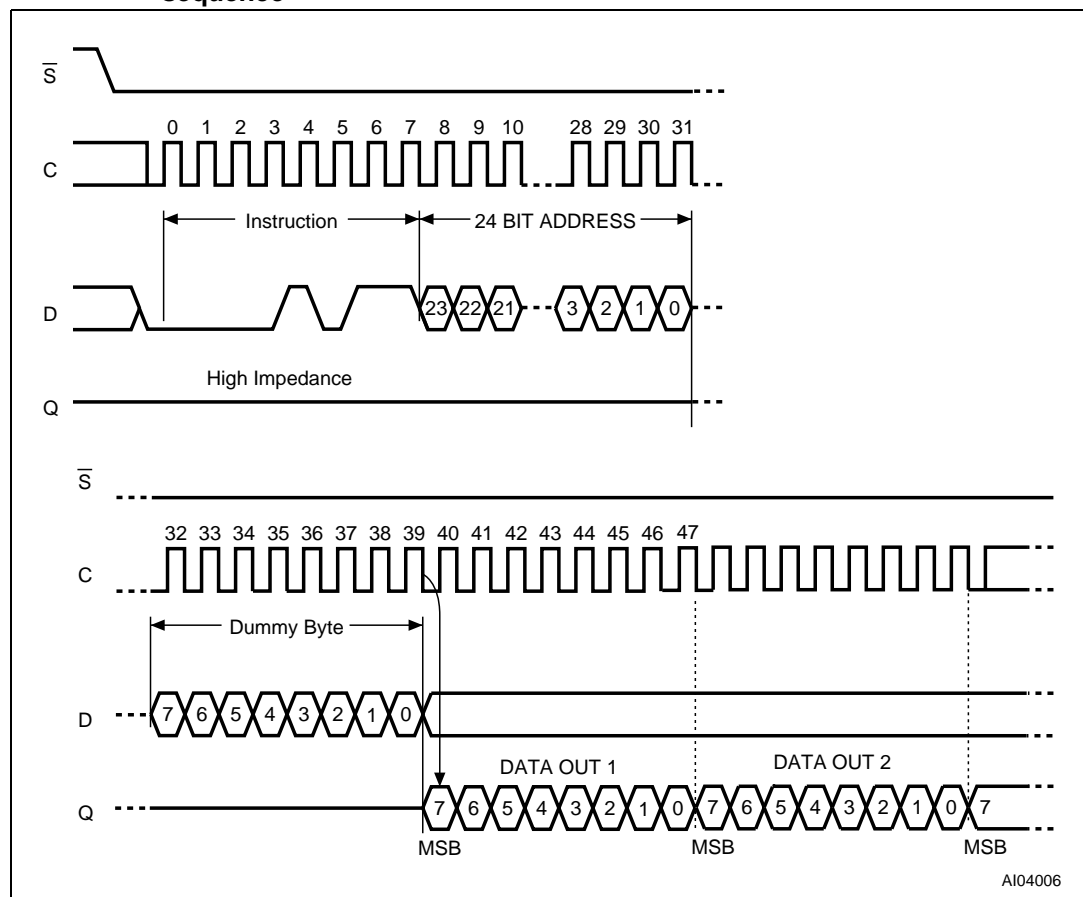 sequence
S
0 1 2 3 4 5 6 7 8 9 10 28 29 30 31
C
Instruction 24 BIT ADDRESS
D 23 22 21 3 2 1 0
High Impedance
Q
S
32 33 34 35 36 37 38 39 40 41 42 43 44 45 46 47
C
Dummy Byte
D 7 6 5 4 3 2 1 0
DATA OUT 1 DATA OUT 2
Q 7 6 5 4 3 2 1 0 7 6 5 4 3 2 1 0 7
MSB MSB MSB
AI04006